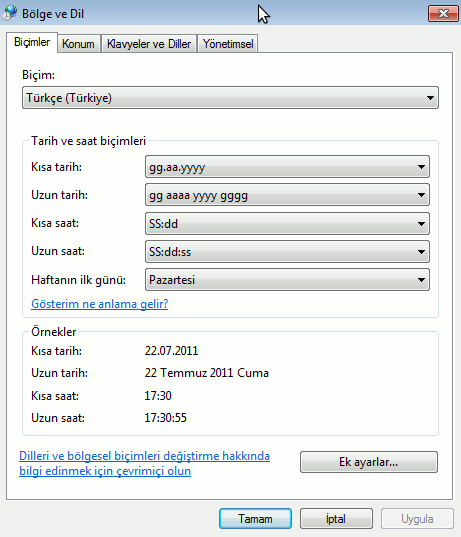 Bölge ve Dil
Biçimler Konum Klavyeler ve Diller Yönetimsel
Biçim:
Türkçe (Türkiye)
Tarih ve saat biçimleri
Kısa tarih: gg.aa.yyyy
Uzun tarih: gg aaaa yyyy gggg
Kısa saat: SS:dd
Uzun saat: SS:dd:ss
Haftanın ilk günü: Pazartesi
Gösterim ne anlama gelir?
Örnekler
Kısa tarih: 22.07.2011
Uzun tarih: 22 Temmuz 2011 Cuma
Kısa saat: 17:30
Uzun saat: 17:30:55
Dilleri ve bölgesel biçimleri değiştirme hakkında
bilgi edinmek için çevrimiçi olun
Ek ayarlar...
Tamam İptal Uygula